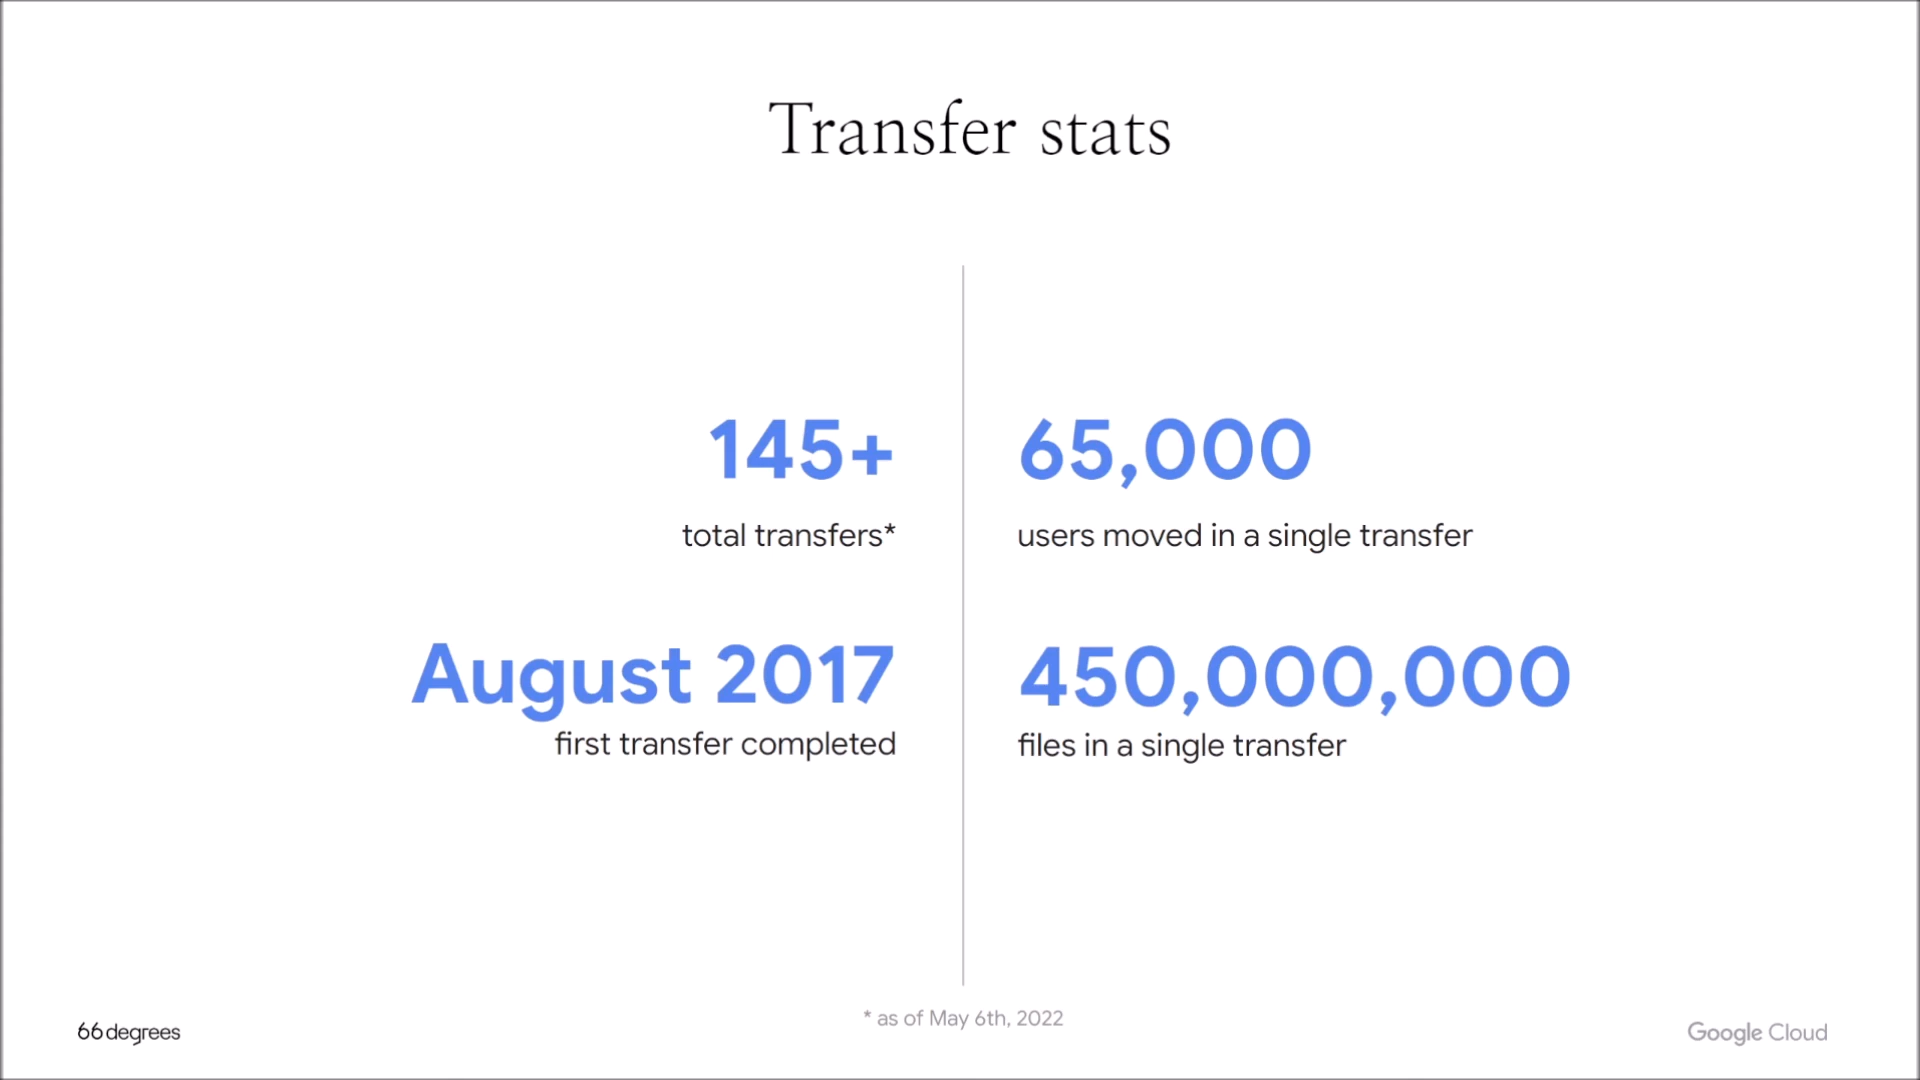 Transfer stats
145+
total transfers*
August 2017
first transfer completed
65,000
users moved in a single transfer
450,000,000
files in a single transfer
* as of May 6th, 2022
66degrees
Google Cloud